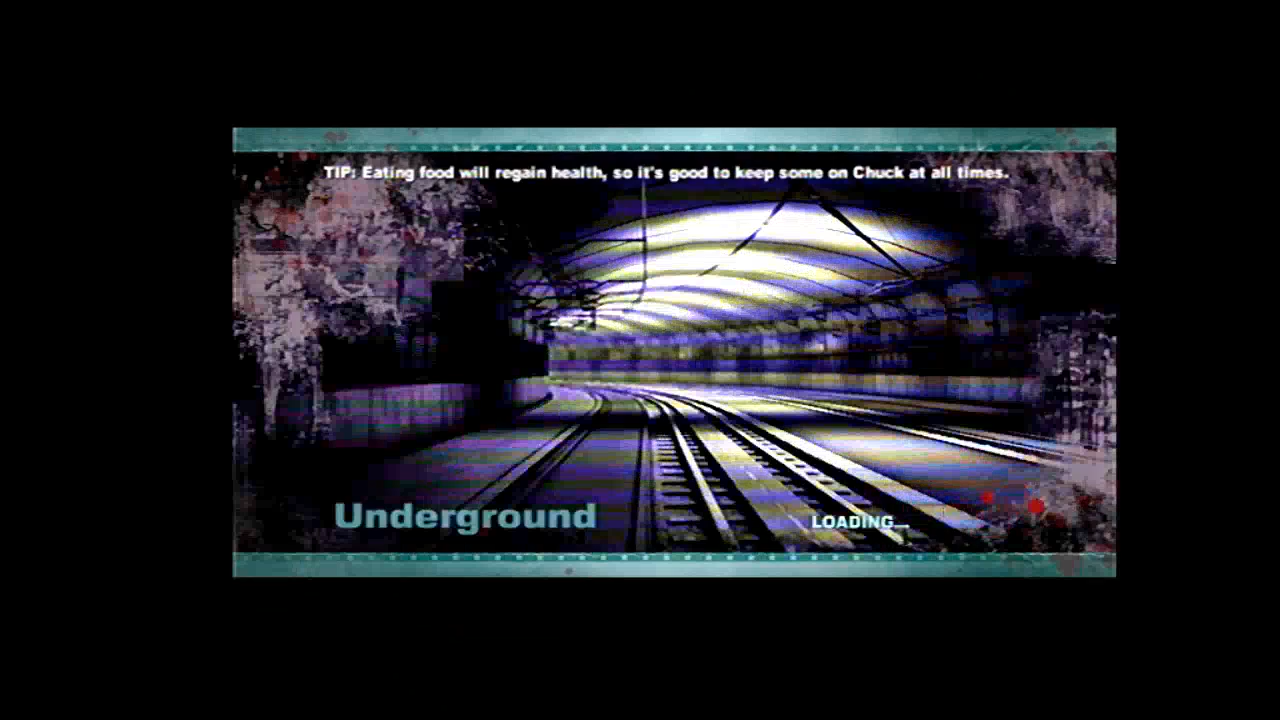 TIP: Eating food will regain health, so it's good to keep some on Chuck at all times.
Underground
LOADING...